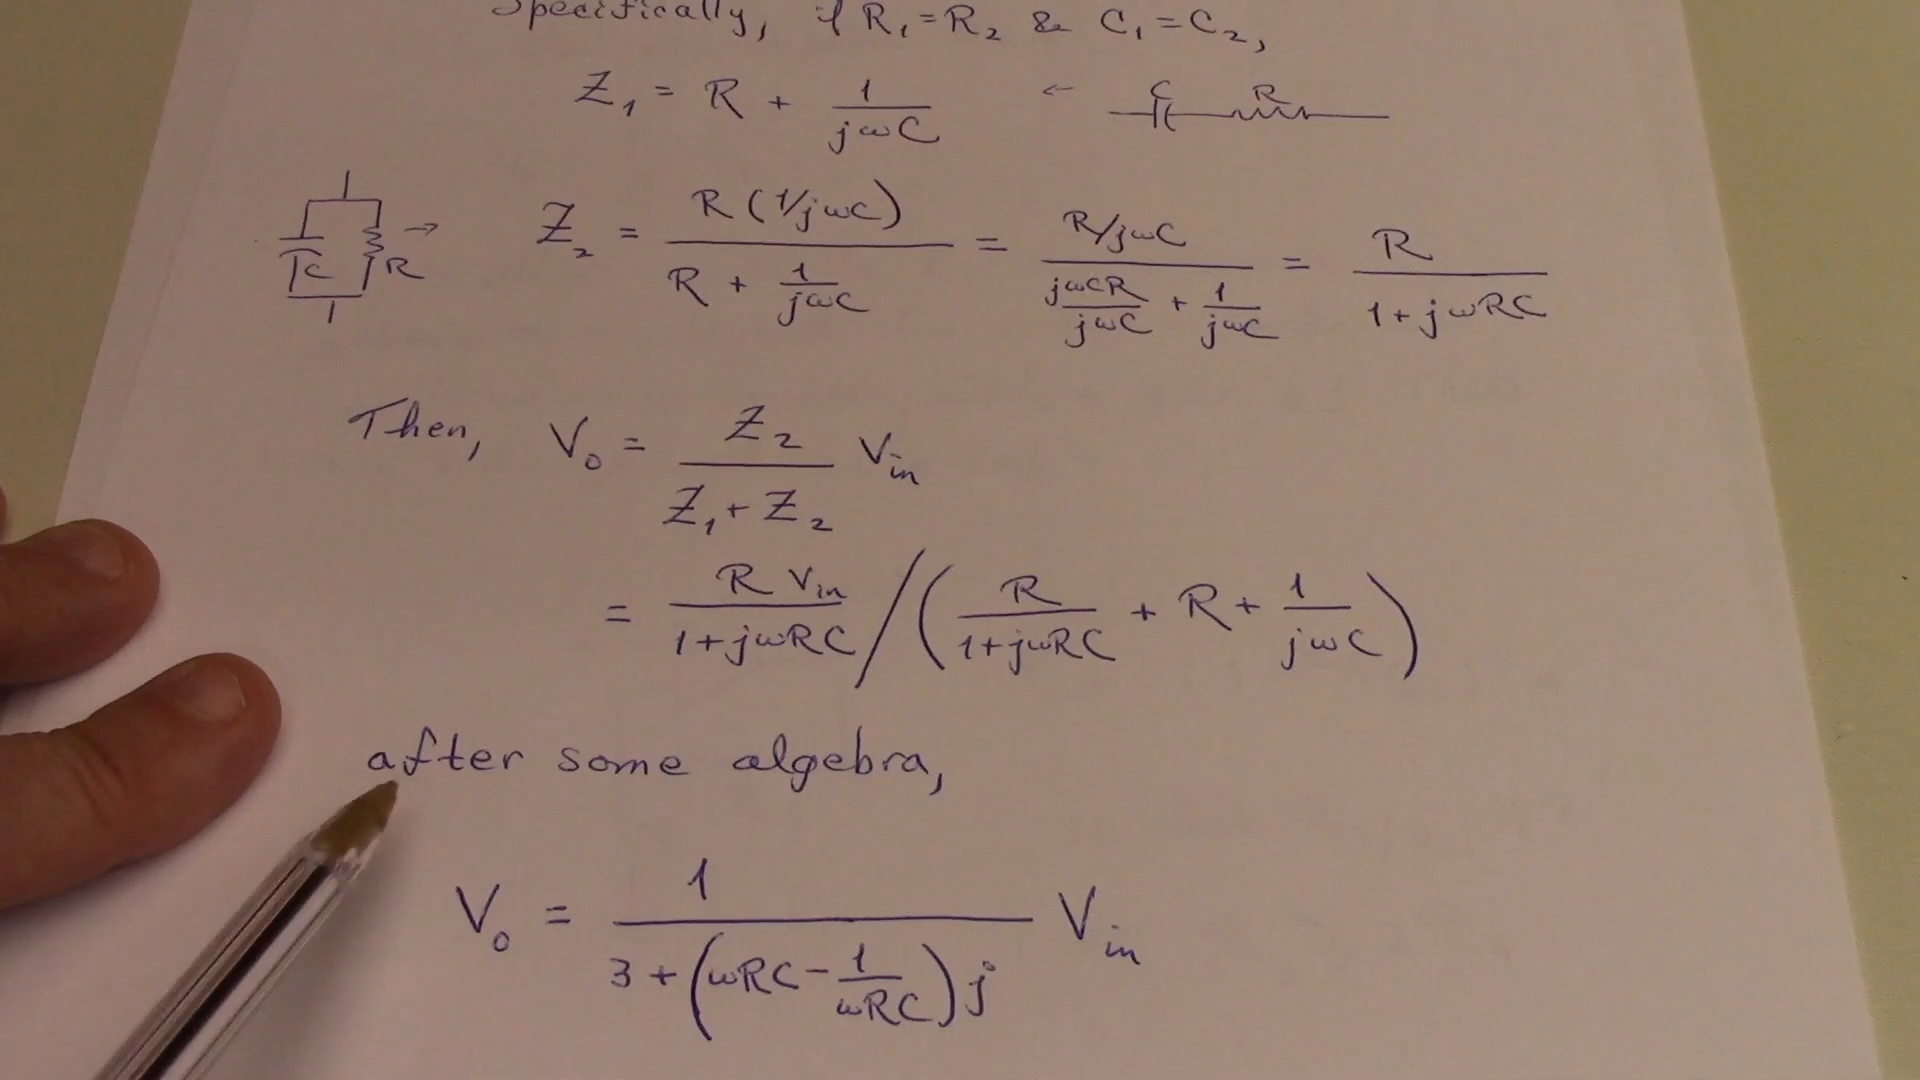 Specifically, if R₁ = R₂ & C₁ = C₂,
Z₁ = R + 1/jωC ← C R
C R → Z₂ = R(1/jωC) / (R + 1/jωC) = (R/jωC) / (jωCR/jωC + 1/jωC) = R / (1 + jωRC)
Then, V₀ = Z₂ / (Z₁ + Z₂) Vin
= R Vin / (1 + jωRC) / ( R / (1 + jωRC) + R + 1/jωC )
after some algebra,
V₀ = 1 / (3 + (ωRC − 1/ωRC) j) Vin